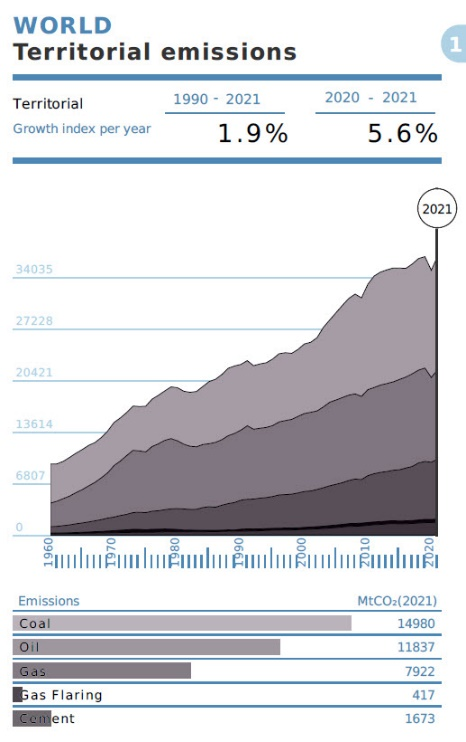 WORLD
Territorial emissions
1
Territorial
1990 - 2021
2020 - 2021
Growth index per year
1.9%
5.6%
2021
34035
27228
20421
13614
6807
0
1960
1970
1980
1990
2000
2010
2020
Emissions
MtCO₂(2021)
Coal
14980
Oil
11837
Gas
7922
Gas Flaring
417
Cement
1673